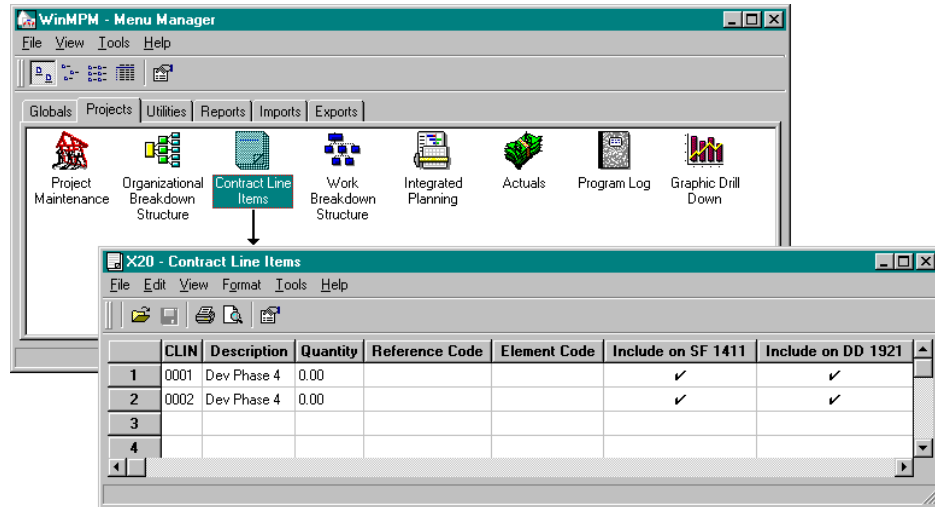 WinMPM - Menu Manager
File View Tools Help
Globals Projects Utilities Reports Imports Exports
Project Maintenance
Organizational Breakdown Structure
Contract Line Items
Work Breakdown Structure
Integrated Planning
Actuals
Program Log
Graphic Drill Down
X20 - Contract Line Items
File Edit View Format Tools Help
CLIN Description Quantity Reference Code Element Code Include on SF 1411 Include on DD 1921
1 0001 Dev Phase 4 0.00 ✓ ✓
2 0002 Dev Phase 4 0.00 ✓ ✓
3
4